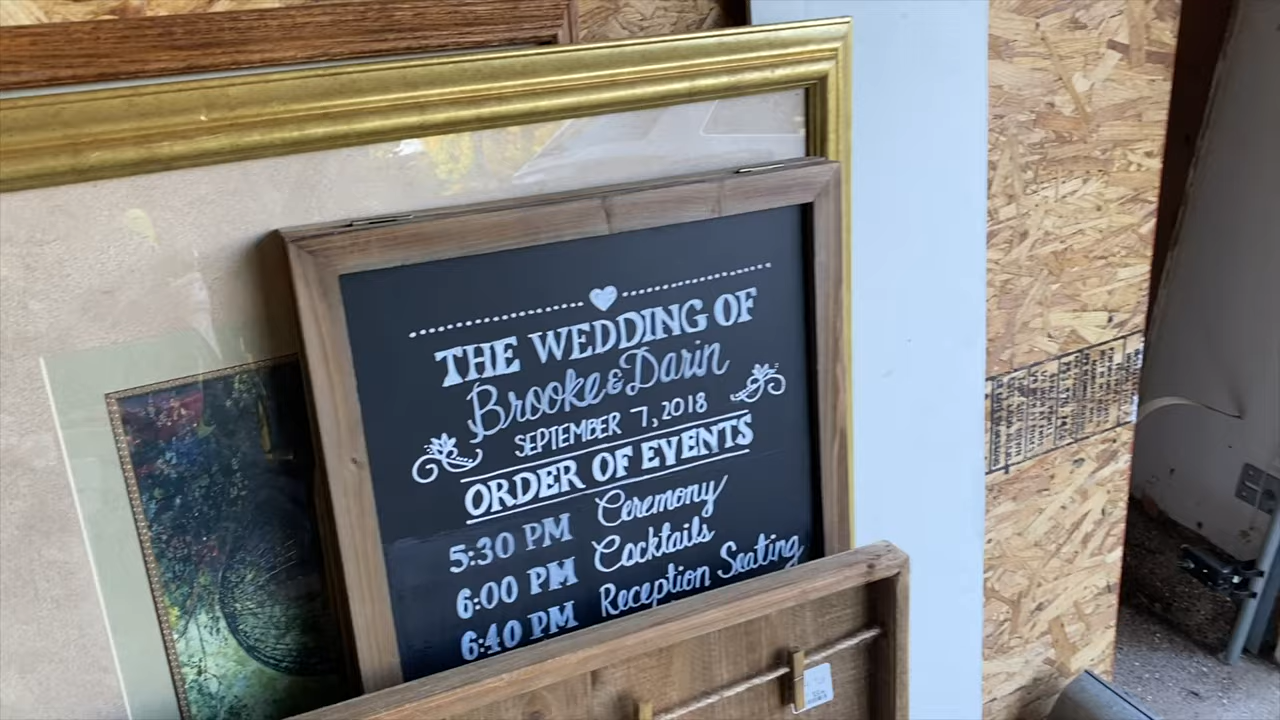 THE WEDDING OF
Brooke & Darin
SEPTEMBER 7, 2018
ORDER OF EVENTS
5:30 PM Ceremony
6:00 PM Cocktails
6:40 PM Reception Seating